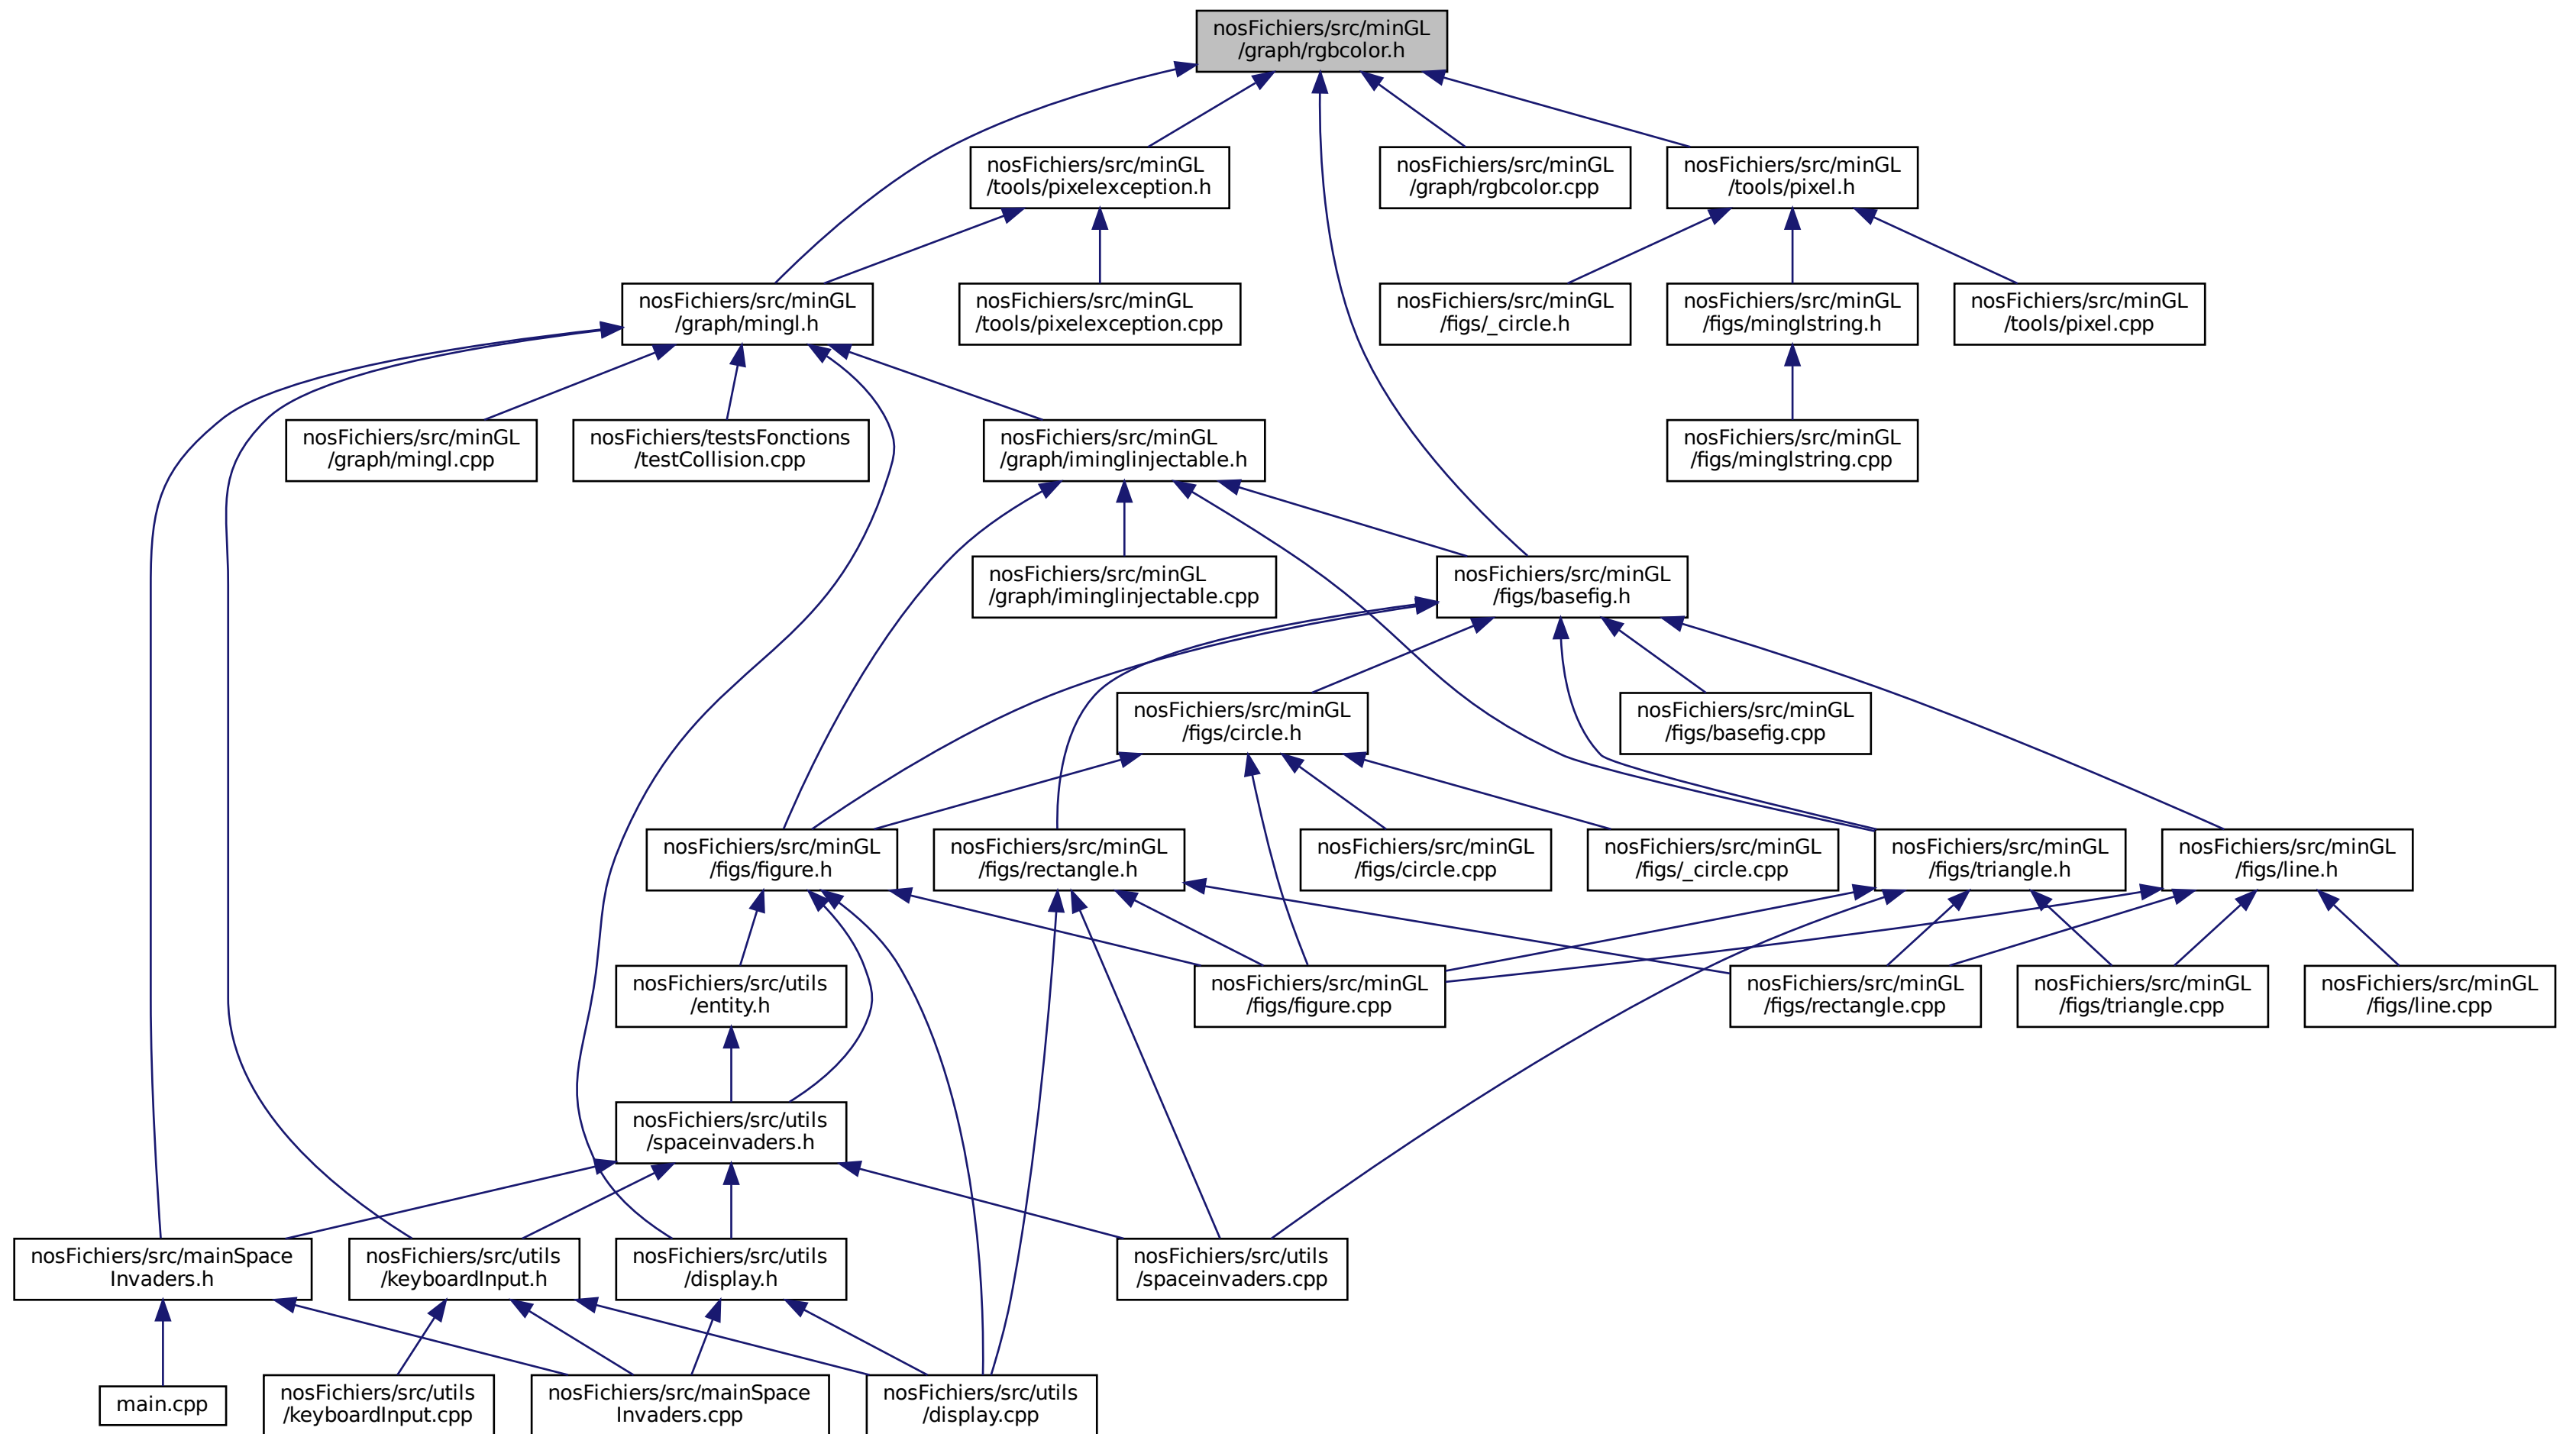 nosFichiers/src/minGL
/graph/rgbcolor.h
nosFichiers/src/minGL
/tools/pixelexception.h
nosFichiers/src/minGL
/graph/rgbcolor.cpp
nosFichiers/src/minGL
/tools/pixel.h
nosFichiers/src/minGL
/graph/mingl.h
nosFichiers/src/minGL
/tools/pixelexception.cpp
nosFichiers/src/minGL
/figs/_circle.h
nosFichiers/src/minGL
/figs/minglstring.h
nosFichiers/src/minGL
/tools/pixel.cpp
nosFichiers/src/minGL
/graph/mingl.cpp
nosFichiers/testsFonctions
/testCollision.cpp
nosFichiers/src/minGL
/graph/iminglinjectable.h
nosFichiers/src/minGL
/figs/minglstring.cpp
nosFichiers/src/minGL
/graph/iminglinjectable.cpp
nosFichiers/src/minGL
/figs/basefig.h
nosFichiers/src/minGL
/figs/circle.h
nosFichiers/src/minGL
/figs/basefig.cpp
nosFichiers/src/minGL
/figs/figure.h
nosFichiers/src/minGL
/figs/rectangle.h
nosFichiers/src/minGL
/figs/circle.cpp
nosFichiers/src/minGL
/figs/_circle.cpp
nosFichiers/src/minGL
/figs/triangle.h
nosFichiers/src/minGL
/figs/line.h
nosFichiers/src/utils
/entity.h
nosFichiers/src/minGL
/figs/figure.cpp
nosFichiers/src/minGL
/figs/rectangle.cpp
nosFichiers/src/minGL
/figs/triangle.cpp
nosFichiers/src/minGL
/figs/line.cpp
nosFichiers/src/utils
/spaceinvaders.h
nosFichiers/src/mainSpace
Invaders.h
nosFichiers/src/utils
/keyboardInput.h
nosFichiers/src/utils
/display.h
nosFichiers/src/utils
/spaceinvaders.cpp
main.cpp
nosFichiers/src/utils
/keyboardInput.cpp
nosFichiers/src/mainSpace
Invaders.cpp
nosFichiers/src/utils
/display.cpp